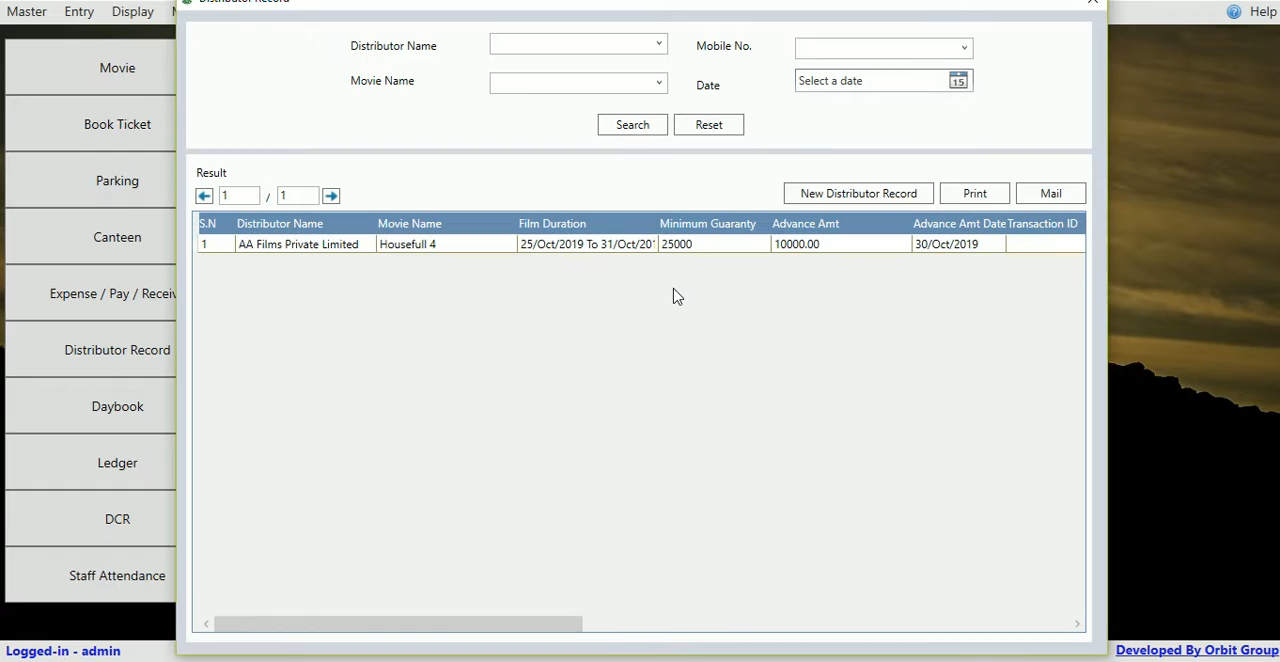 Master Entry Display
Distributor Record
Help
Movie
Book Ticket
Parking
Canteen
Expense / Pay / Receiv
Distributor Record
Daybook
Ledger
DCR
Staff Attendance
Distributor Name
Mobile No.
Movie Name
Date
Select a date
15
Search
Reset
Result
1 / 1
New Distributor Record
Print
Mail
S.N Distributor Name Movie Name Film Duration Minimum Guaranty Advance Amt Advance Amt Date Transaction ID
1 AA Films Private Limited Housefull 4 25/Oct/2019 To 31/Oct/201 25000 10000.00 30/Oct/2019
Logged-in - admin
Developed By Orbit Group